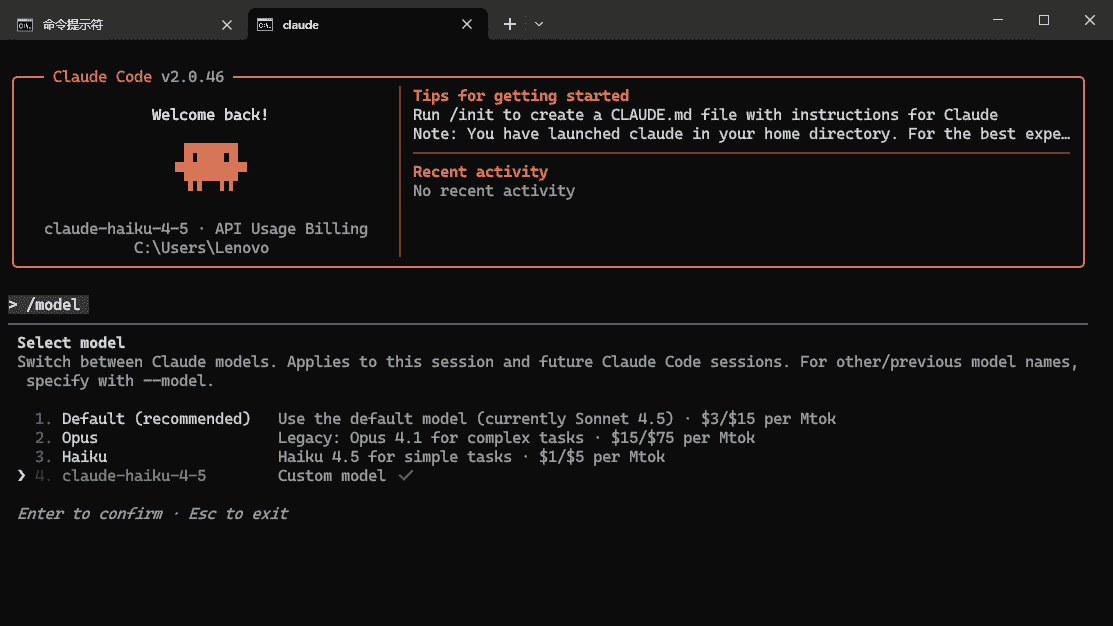 命令提示符
claude
Claude Code v2.0.46
Welcome back!
claude-haiku-4-5 · API Usage Billing
C:\Users\Lenovo
Tips for getting started
Run /init to create a CLAUDE.md file with instructions for Claude
Note: You have launched claude in your home directory. For the best expe…
Recent activity
No recent activity
> /model
Select model
Switch between Claude models. Applies to this session and future Claude Code sessions. For other/previous model names,
specify with --model.
1. Default (recommended) Use the default model (currently Sonnet 4.5) · $3/$15 per Mtok
2. Opus Legacy: Opus 4.1 for complex tasks · $15/$75 per Mtok
3. Haiku Haiku 4.5 for simple tasks · $1/$5 per Mtok
❯ 4. claude-haiku-4-5 Custom model ✓
Enter to confirm · Esc to exit